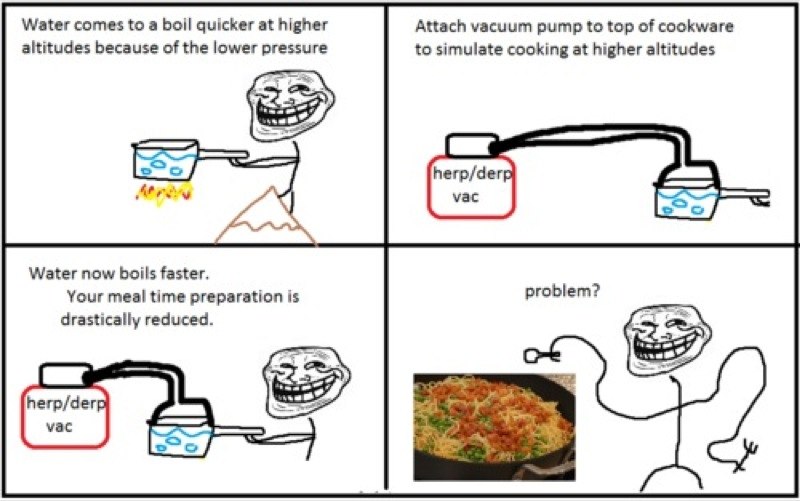 Water comes to a boil quicker at higher
altitudes because of the lower pressure
Attach vacuum pump to top of cookware
to simulate cooking at higher altitudes
herp/derp
vac
Water now boils faster.
Your meal time preparation is
drastically reduced.
herp/derp
vac
problem?